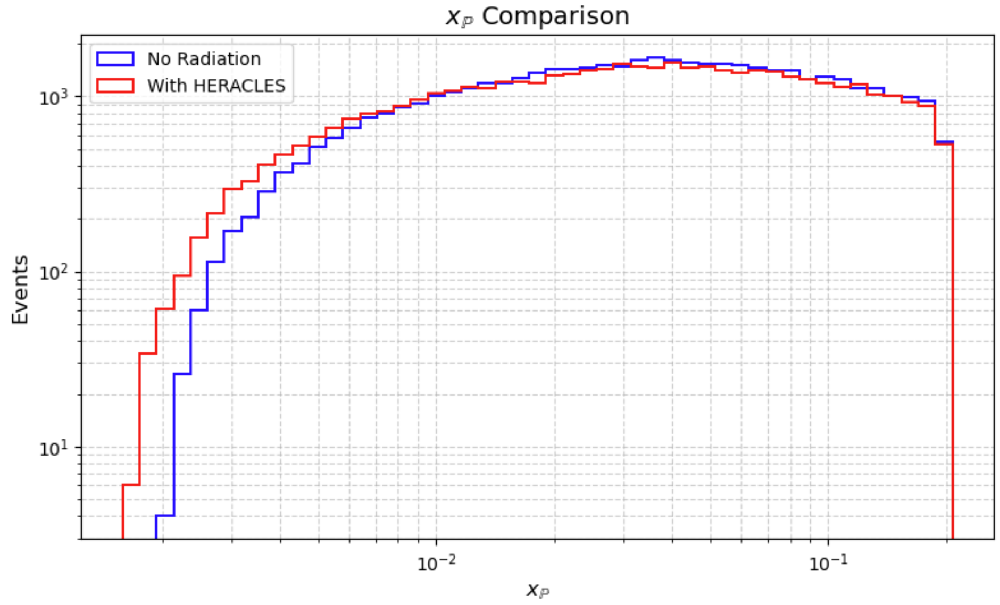 x_ℙ Comparison
No Radiation
With HERACLES
10³
10²
10¹
Events
10⁻²
10⁻¹
x_ℙ